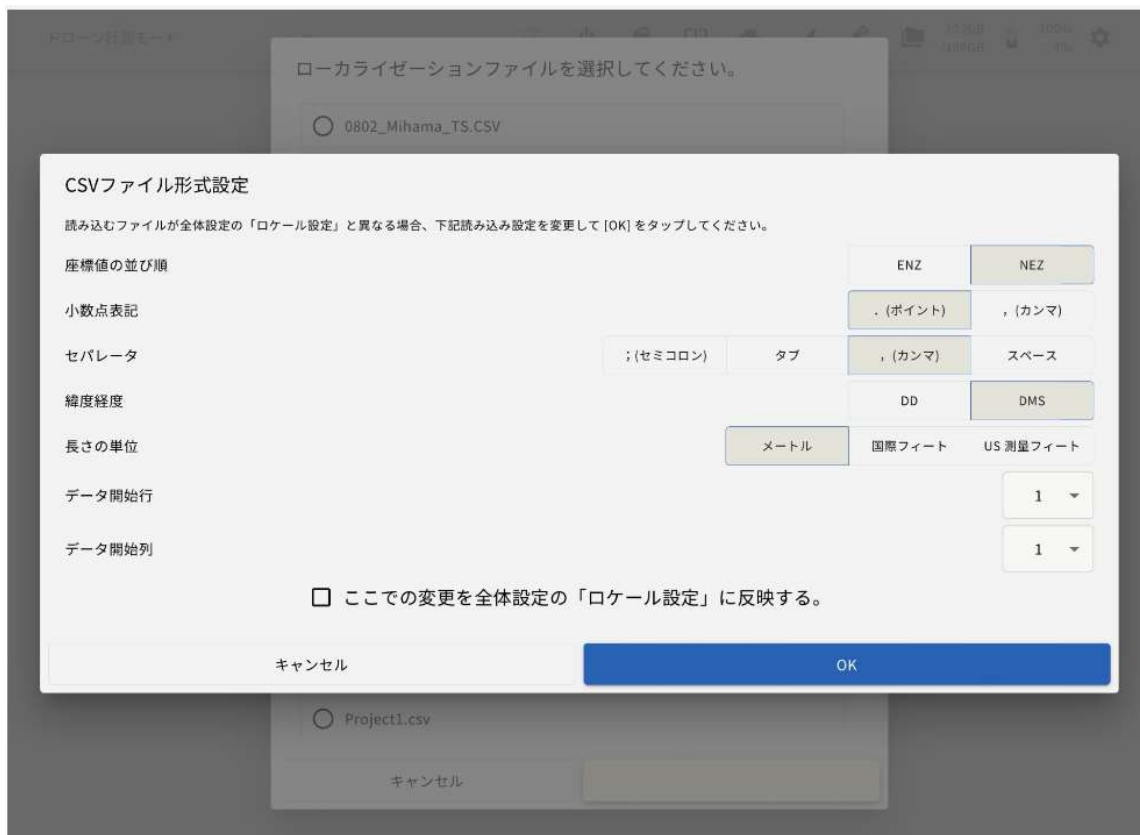 ドローン計測モード
ローカライゼーションファイルを選択してください。
0802_Mihama_TS.CSV
CSVファイル形式設定
読み込むファイルが全体設定の「ロケール設定」と異なる場合、下記読み込み設定を変更して [OK] をタップしてください。
座標値の並び順 ENZ NEZ
小数点表記 . (ポイント) , (カンマ)
セパレータ ; (セミコロン) タブ , (カンマ) スペース
緯度経度 DD DMS
長さの単位 メートル 国際フィート US 測量フィート
データ開始行 1
データ開始列 1
ここでの変更を全体設定の「ロケール設定」に反映する。
キャンセル OK
Project1.csv
キャンセル